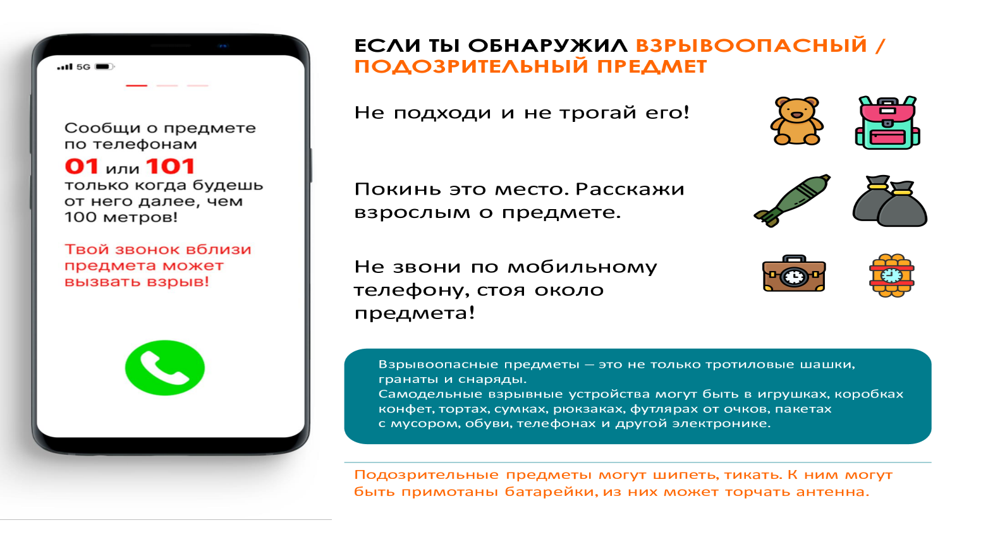 5G
Сообщи о предмете
по телефонам
01 или 101
только когда будешь
от него далее, чем
100 метров!
Твой звонок вблизи
предмета может
вызвать взрыв!
ЕСЛИ ТЫ ОБНАРУЖИЛ ВЗРЫВООПАСНЫЙ /
ПОДОЗРИТЕЛЬНЫЙ ПРЕДМЕТ
Не подходи и не трогай его!
Покинь это место. Расскажи
взрослым о предмете.
Не звони по мобильному
телефону, стоя около
предмета!
Взрывоопасные предметы – это не только тротиловые шашки,
гранаты и снаряды.
Самодельные взрывные устройства могут быть в игрушках, коробках
конфет, тортах, сумках, рюкзаках, футлярах от очков, пакетах
с мусором, обуви, телефонах и другой электронике.
Подозрительные предметы могут шипеть, тикать. К ним могут
быть примотаны батарейки, из них может торчать антенна.